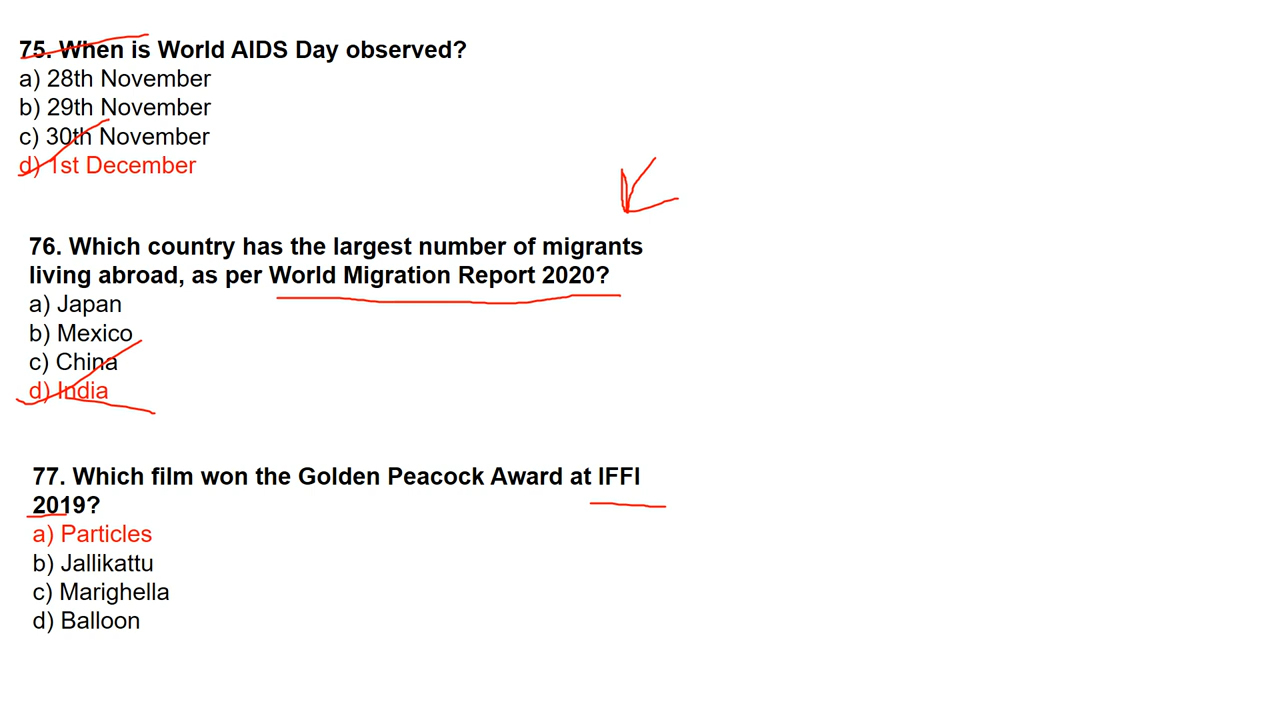 75. When is World AIDS Day observed?
a) 28th November
b) 29th November
c) 30th November
d) 1st December
76. Which country has the largest number of migrants
living abroad, as per World Migration Report 2020?
a) Japan
b) Mexico
c) China
d) India
77. Which film won the Golden Peacock Award at IFFI
2019?
a) Particles
b) Jallikattu
c) Marighella
d) Balloon